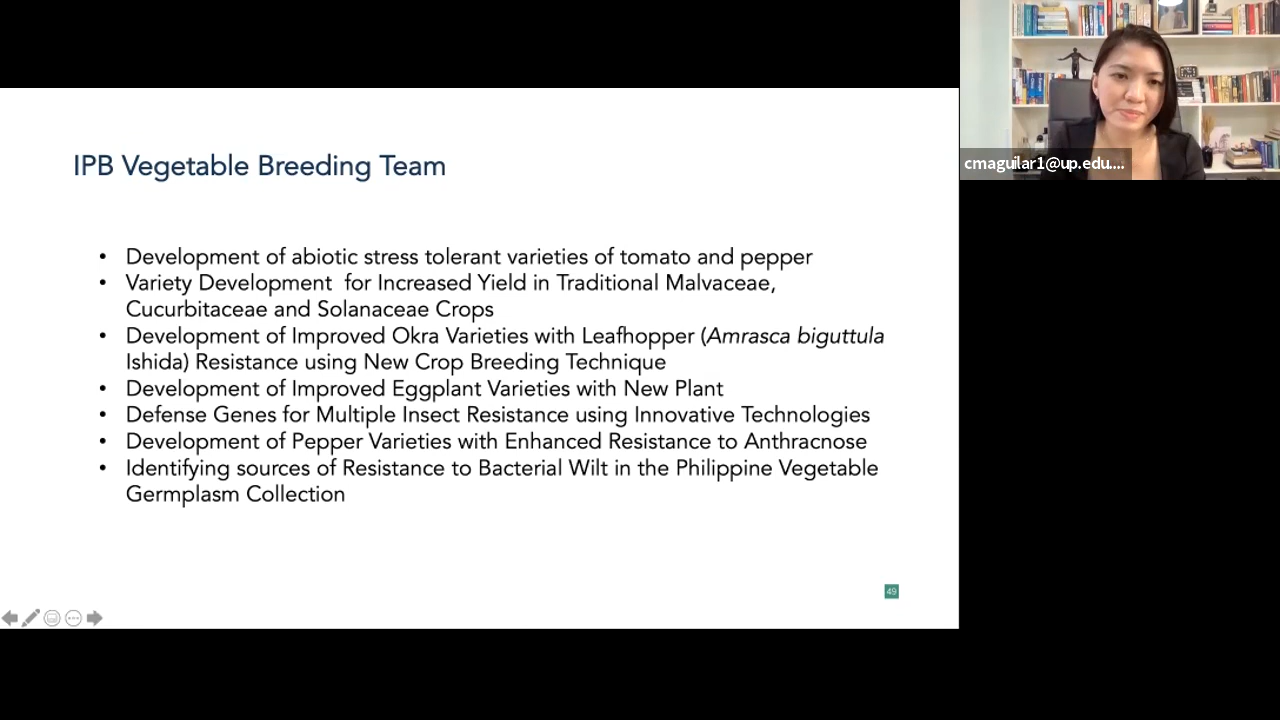 IPB Vegetable Breeding Team
• Development of abiotic stress tolerant varieties of tomato and pepper
• Variety Development for Increased Yield in Traditional Malvaceae,
Cucurbitaceae and Solanaceae Crops
• Development of Improved Okra Varieties with Leafhopper (Amrasca biguttula
Ishida) Resistance using New Crop Breeding Technique
• Development of Improved Eggplant Varieties with New Plant
• Defense Genes for Multiple Insect Resistance using Innovative Technologies
• Development of Pepper Varieties with Enhanced Resistance to Anthracnose
• Identifying sources of Resistance to Bacterial Wilt in the Philippine Vegetable
Germplasm Collection
49
cmaguilar1@up.edu....